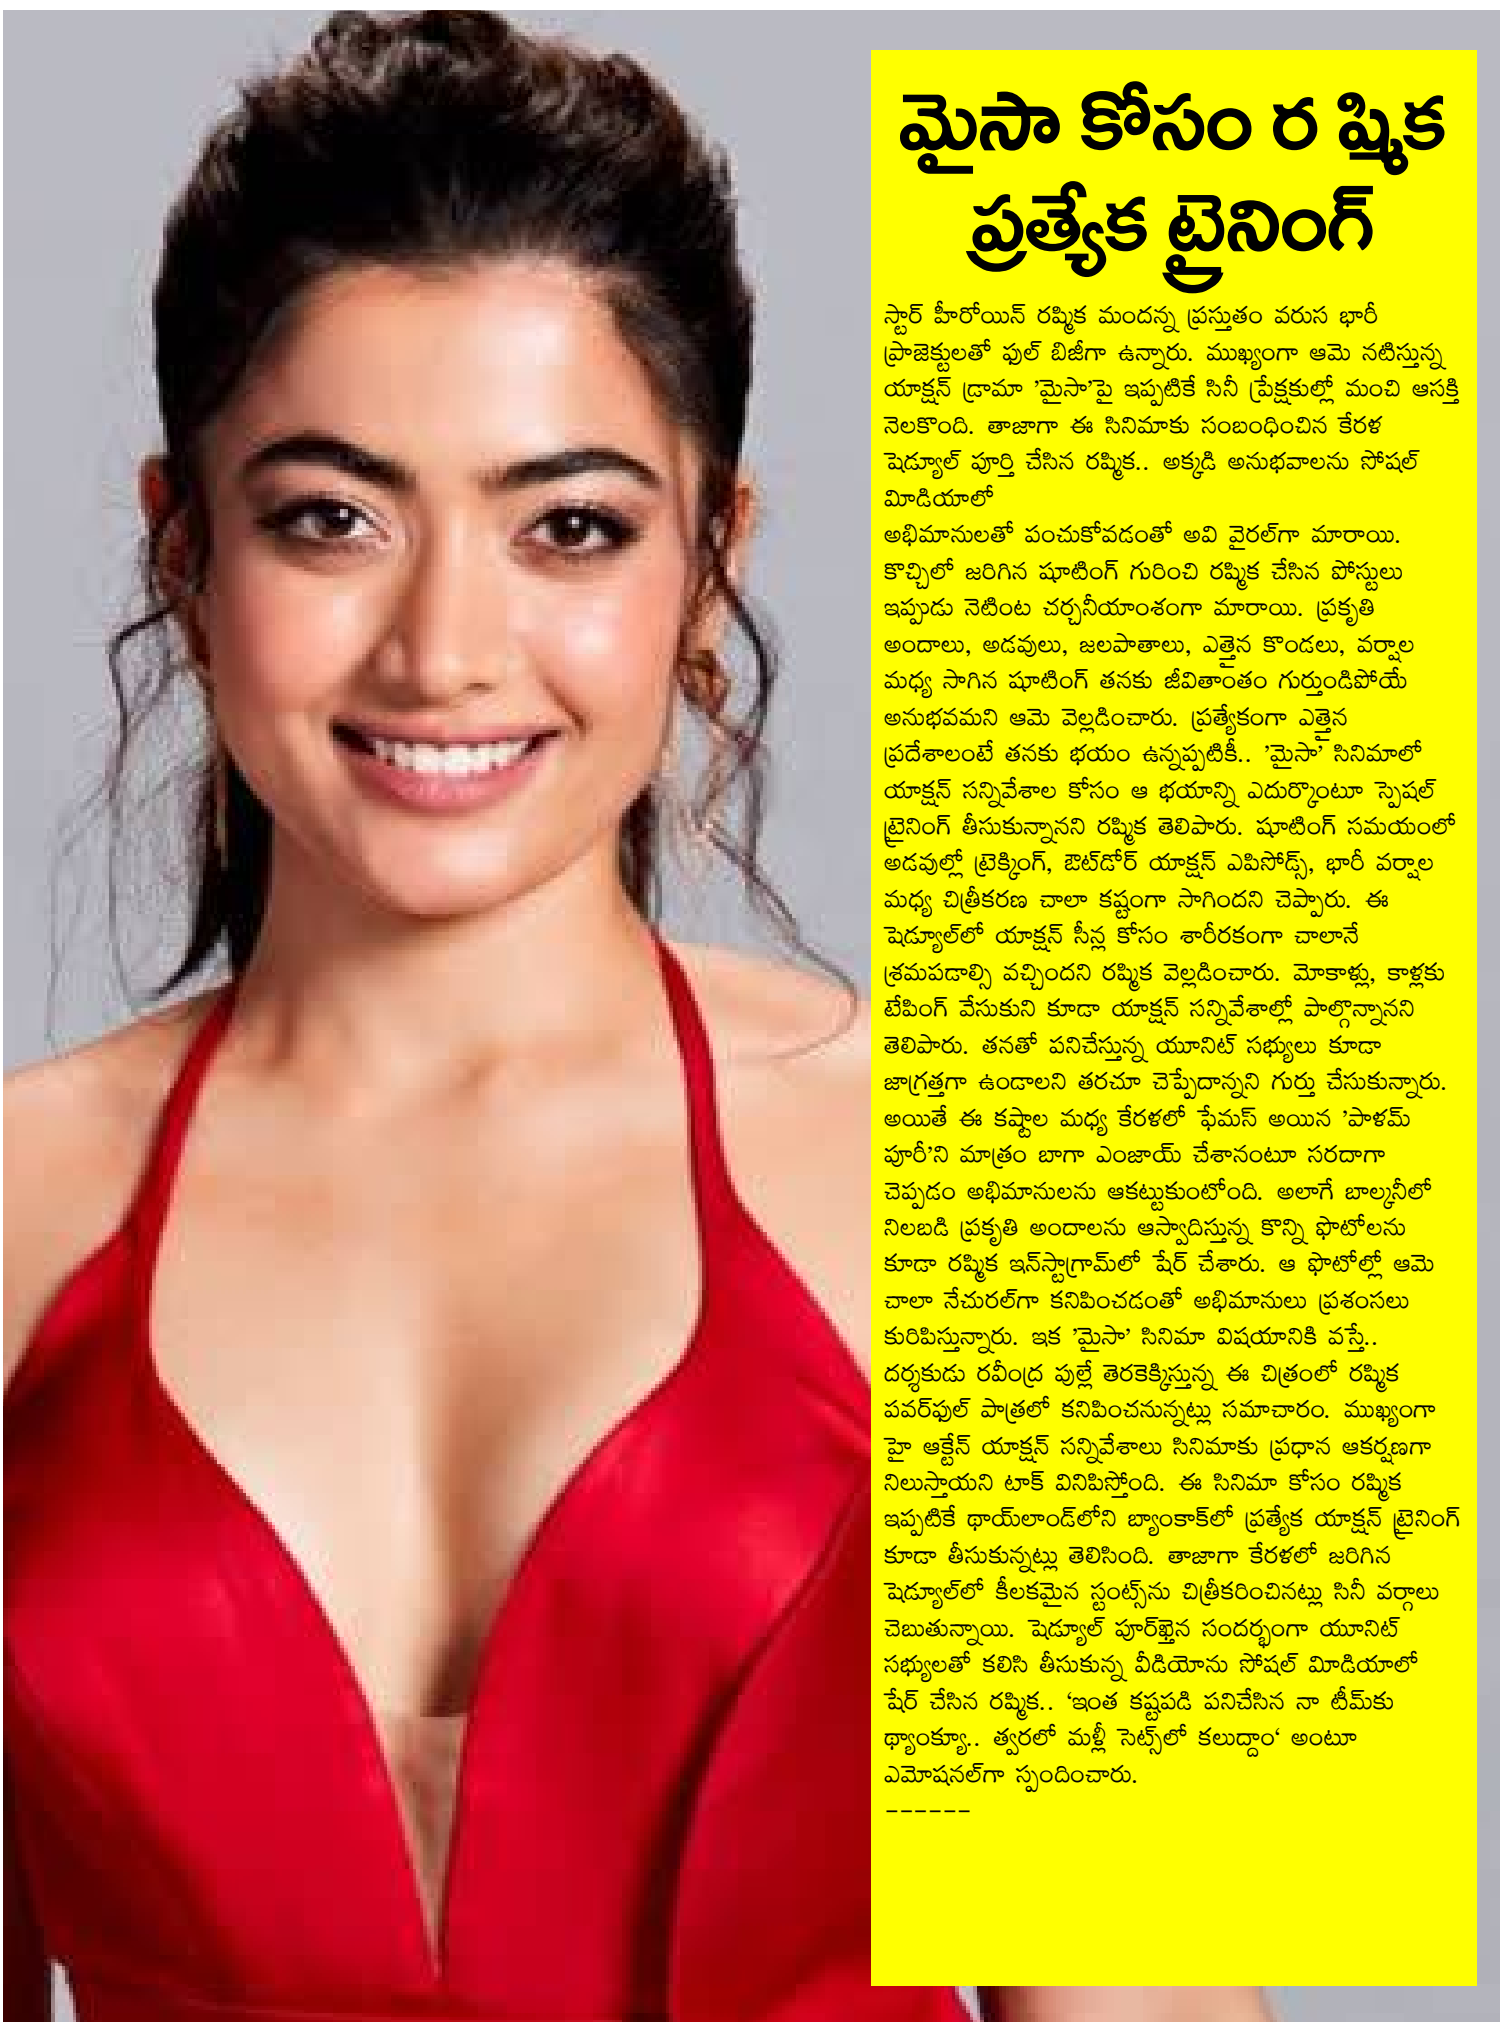 మైసా కోసం ర ష్మిక
ప్రత్యేక ట్రైనింగ్
స్టార్ హీరోయిన్ రష్మిక మందన్న ప్రస్తుతం వరుస భారీ
ప్రాజెక్టులతో ఫుల్ బిజీగా ఉన్నారు. ముఖ్యంగా ఆమె నటిస్తున్న
యాక్షన్ డ్రామా 'మైసా'పై ఇప్పటికే సినీ ప్రేక్షకుల్లో మంచి ఆసక్తి
నెలకొంది. తాజాగా ఈ సినిమాకు సంబంధించిన కేరళ
షెడ్యూల్ పూర్తి చేసిన రష్మిక.. అక్కడి అనుభవాలను సోషల్
మీడియాలో
అభిమానులతో పంచుకోవడంతో అవి వైరల్‌గా మారాయి.
కొచ్చిలో జరిగిన షూటింగ్ గురించి రష్మిక చేసిన పోస్టులు
ఇప్పుడు నెటింట చర్చనీయాంశంగా మారాయి. ప్రకృతి
అందాలు, అడవులు, జలపాతాలు, ఎత్తైన కొండలు, వర్షాల
మధ్య సాగిన షూటింగ్ తనకు జీవితాంతం గుర్తుండిపోయే
అనుభవమని ఆమె వెల్లడించారు. ప్రత్యేకంగా ఎత్తైన
ప్రదేశాలంటే తనకు భయం ఉన్నప్పటికీ.. 'మైసా' సినిమాలో
యాక్షన్ సన్నివేశాల కోసం ఆ భయాన్ని ఎదుర్కొంటూ స్పెషల్
ట్రైనింగ్ తీసుకున్నానని రష్మిక తెలిపారు. షూటింగ్ సమయంలో
అడవుల్లో ట్రెక్కింగ్, ఔట్‌డోర్ యాక్షన్ ఎపిసోడ్స్, భారీ వర్షాల
మధ్య చిత్రీకరణ చాలా కష్టంగా సాగిందని చెప్పారు. ఈ
షెడ్యూల్‌లో యాక్షన్ సీన్ల కోసం శారీరకంగా చాలానే
శ్రమపడాల్సి వచ్చిందని రష్మిక వెల్లడించారు. మోకాళ్లు, కాళ్లకు
టేపింగ్ వేసుకుని కూడా యాక్షన్ సన్నివేశాల్లో పాల్గొన్నానని
తెలిపారు. తనతో పనిచేస్తున్న యూనిట్ సభ్యులు కూడా
జాగ్రత్తగా ఉండాలని తరచూ చెప్పేదాన్నని గుర్తు చేసుకున్నారు.
అయితే ఈ కష్టాల మధ్య కేరళలో ఫేమస్ అయిన 'పాళమ్
పూరీ'ని మాత్రం బాగా ఎంజాయ్ చేశానంటూ సరదాగా
చెప్పడం అభిమానులను ఆకట్టుకుంటోంది. అలాగే బాల్కనీలో
నిలబడి ప్రకృతి అందాలను ఆస్వాదిస్తున్న కొన్ని ఫొటోలను
కూడా రష్మిక ఇన్‌స్టాగ్రామ్‌లో షేర్ చేశారు. ఆ ఫొటోల్లో ఆమె
చాలా నేచురల్‌గా కనిపించడంతో అభిమానులు ప్రశంసలు
కురిపిస్తున్నారు. ఇక 'మైసా' సినిమా విషయానికి వస్తే..
దర్శకుడు రవీంద్ర పుల్లే తెరకెక్కిస్తున్న ఈ చిత్రంలో రష్మిక
పవర్‌ఫుల్ పాత్రలో కనిపించనున్నట్లు సమాచారం. ముఖ్యంగా
హై ఆక్టేన్ యాక్షన్ సన్నివేశాలు సినిమాకు ప్రధాన ఆకర్షణగా
నిలుస్తాయని టాక్ వినిపిస్తోంది. ఈ సినిమా కోసం రష్మిక
ఇప్పటికే థాయ్‌లాండ్‌లోని బ్యాంకాక్‌లో ప్రత్యేక యాక్షన్ ట్రైనింగ్
కూడా తీసుకున్నట్లు తెలిసింది. తాజాగా కేరళలో జరిగిన
షెడ్యూల్‌లో కీలకమైన స్టంట్స్‌ను చిత్రీకరించినట్లు సినీ వర్గాలు
చెబుతున్నాయి. షెడ్యూల్ పూర్ఖైన సందర్భంగా యూనిట్
సభ్యులతో కలిసి తీసుకున్న వీడియోను సోషల్ మీడియాలో
షేర్ చేసిన రష్మిక.. 'ఇంత కష్టపడి పనిచేసిన నా టీమ్‌కు
థ్యాంక్యూ.. త్వరలో మళ్లీ సెట్స్‌లో కలుద్దాం' అంటూ
ఎమోషనల్‌గా స్పందించారు.
------